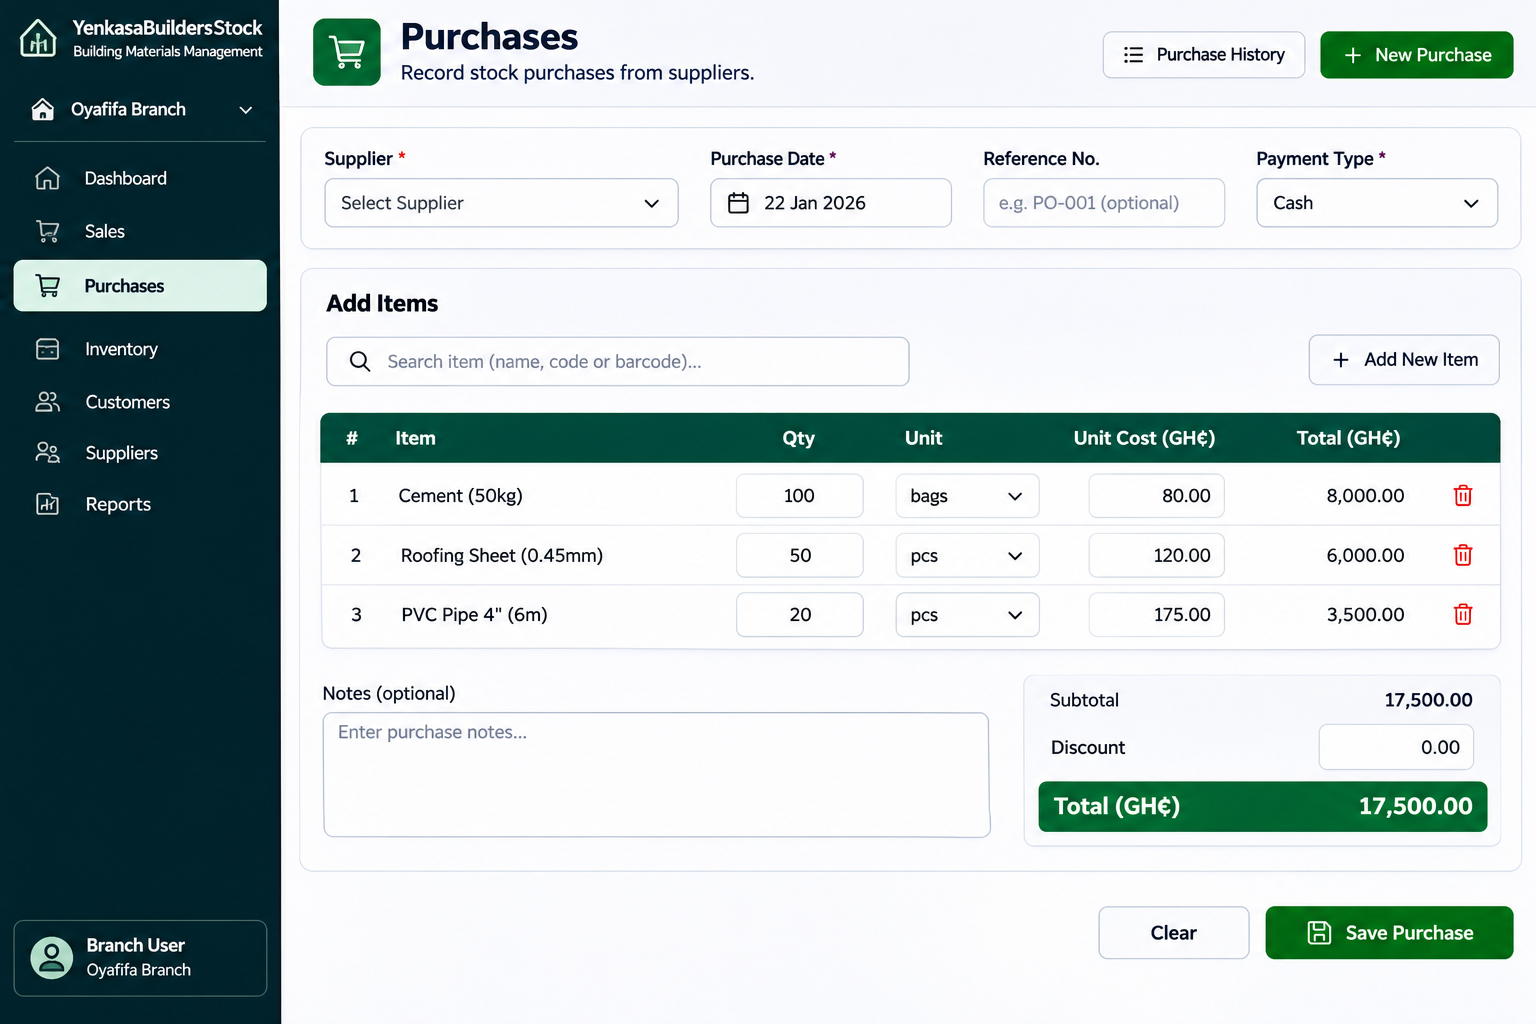 YenkasaBuildersStock
Building Materials Management
Oyafifa Branch
Dashboard
Sales
Purchases
Inventory
Customers
Suppliers
Reports
Branch User
Oyafifa Branch
Purchases
Record stock purchases from suppliers.
Purchase History
+ New Purchase
Supplier * Purchase Date * Reference No. Payment Type *
Select Supplier 22 Jan 2026 e.g. PO-001 (optional) Cash
Add Items
Search item (name, code or barcode)...
+ Add New Item
# Item Qty Unit Unit Cost (GH₵) Total (GH₵)
1 Cement (50kg) 100 bags 80.00 8,000.00
2 Roofing Sheet (0.45mm) 50 pcs 120.00 6,000.00
3 PVC Pipe 4" (6m) 20 pcs 175.00 3,500.00
Notes (optional)
Enter purchase notes...
Subtotal 17,500.00
Discount 0.00
Total (GH₵) 17,500.00
Clear
Save Purchase